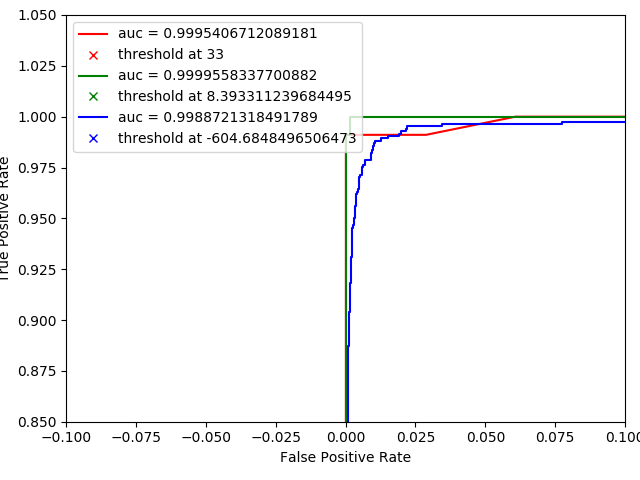 1.050
1.025
1.000
0.975
0.950
0.925
0.900
0.875
0.850
True Positive Rate
auc = 0.9995406712089181
threshold at 33
auc = 0.9999558337700882
threshold at 8.393311239684495
auc = 0.9988721318491789
threshold at -604.6848496506473
−0.100 −0.075 −0.050 −0.025 0.000 0.025 0.050 0.075 0.100
False Positive Rate